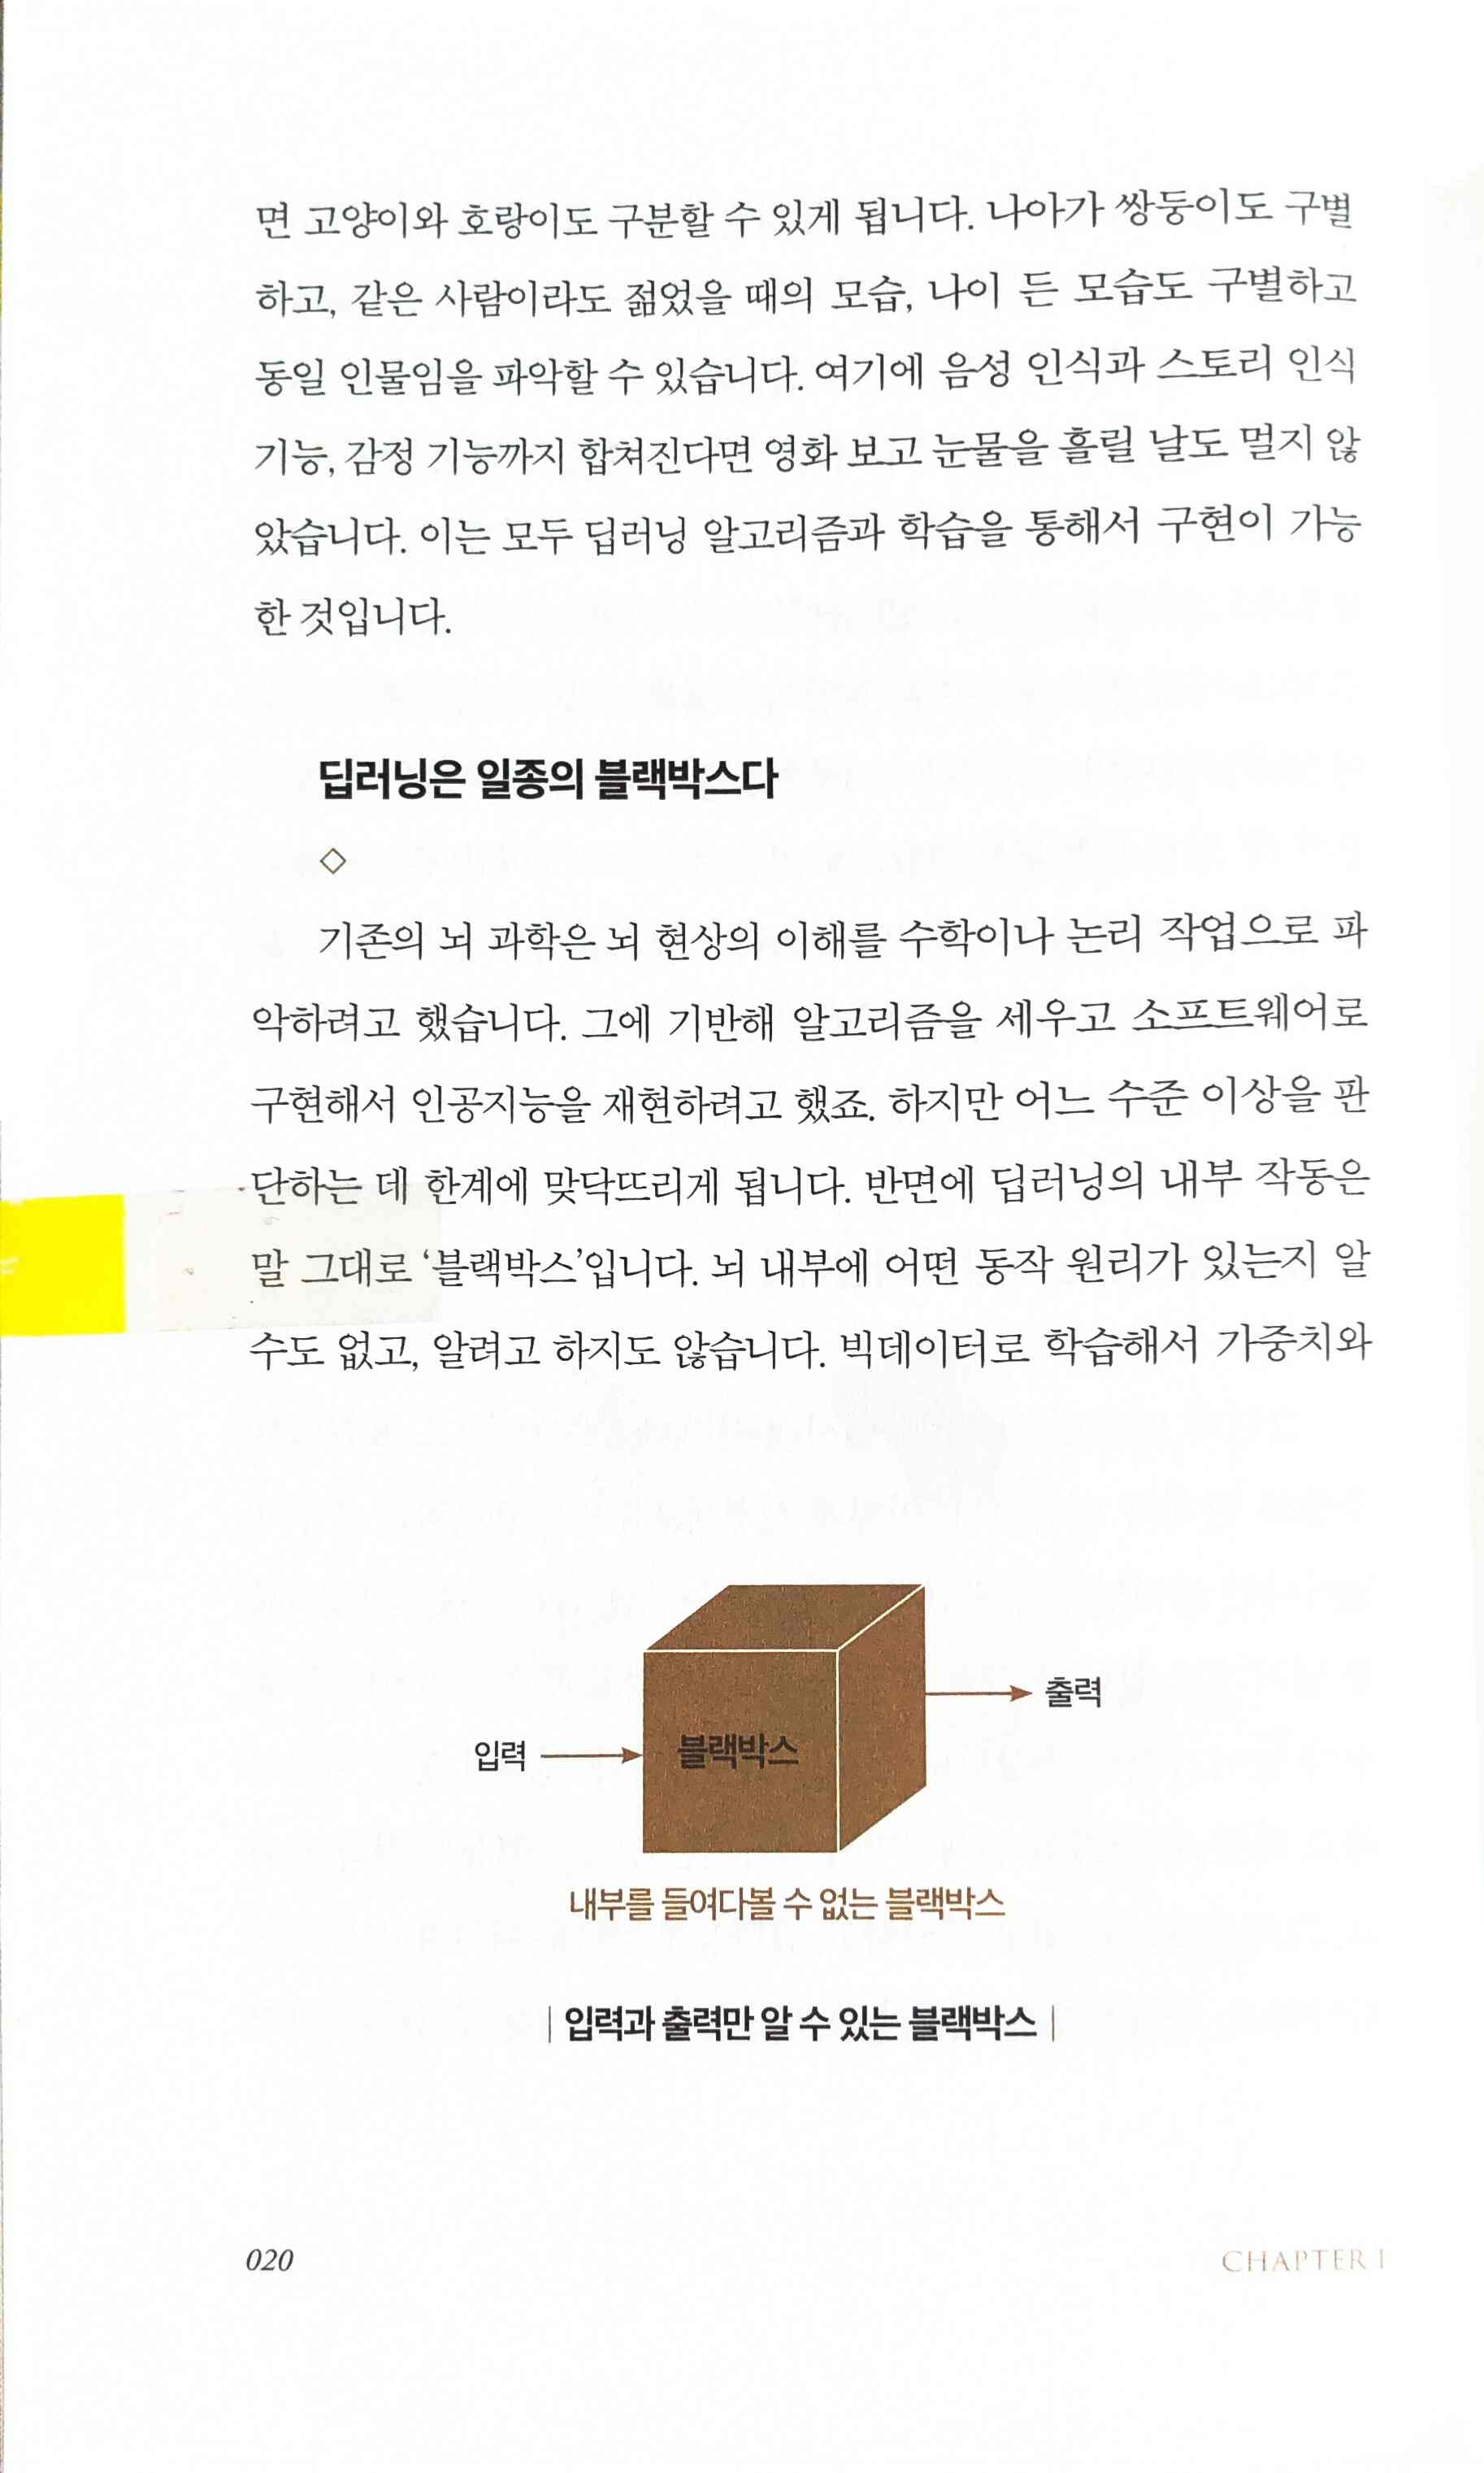 면 고양이와 호랑이도 구분할 수 있게 됩니다. 나아가 쌍둥이도 구별
하고, 같은 사람이라도 젊었을 때의 모습, 나이 든 모습도 구별하고
동일 인물임을 파악할 수 있습니다. 여기에 음성 인식과 스토리 인식
기능, 감정 기능까지 합쳐진다면 영화 보고 눈물을 흘릴 날도 멀지 않
았습니다. 이는 모두 딥러닝 알고리즘과 학습을 통해서 구현이 가능
한 것입니다.
딥러닝은 일종의 블랙박스다
기존의 뇌 과학은 뇌 현상의 이해를 수학이나 논리 작업으로 파
악하려고 했습니다. 그에 기반해 알고리즘을 세우고 소프트웨어로
구현해서 인공지능을 재현하려고 했죠. 하지만 어느 수준 이상을 판
단하는 데 한계에 맞닥뜨리게 됩니다. 반면에 딥러닝의 내부 작동은
말 그대로 ‘블랙박스’입니다. 뇌 내부에 어떤 동작 원리가 있는지 알
수도 없고, 알려고 하지도 않습니다. 빅데이터로 학습해서 가중치와
출력
입력
블랙박스
내부를 들여다볼 수 없는 블랙박스
| 입력과 출력만 알 수 있는 블랙박스 |
020
CHAPTER I